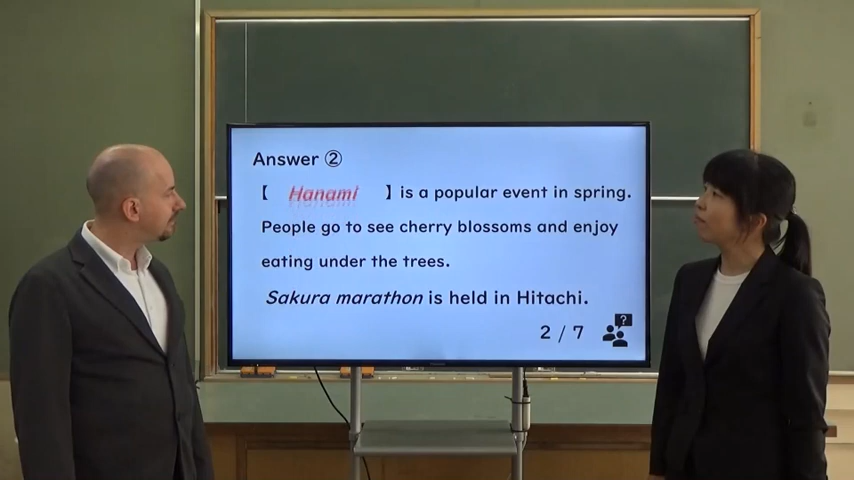 Answer ②
【 Hanami 】 is a popular event in spring.
People go to see cherry blossoms and enjoy
eating under the trees.
Sakura marathon is held in Hitachi.
2 / 7
?